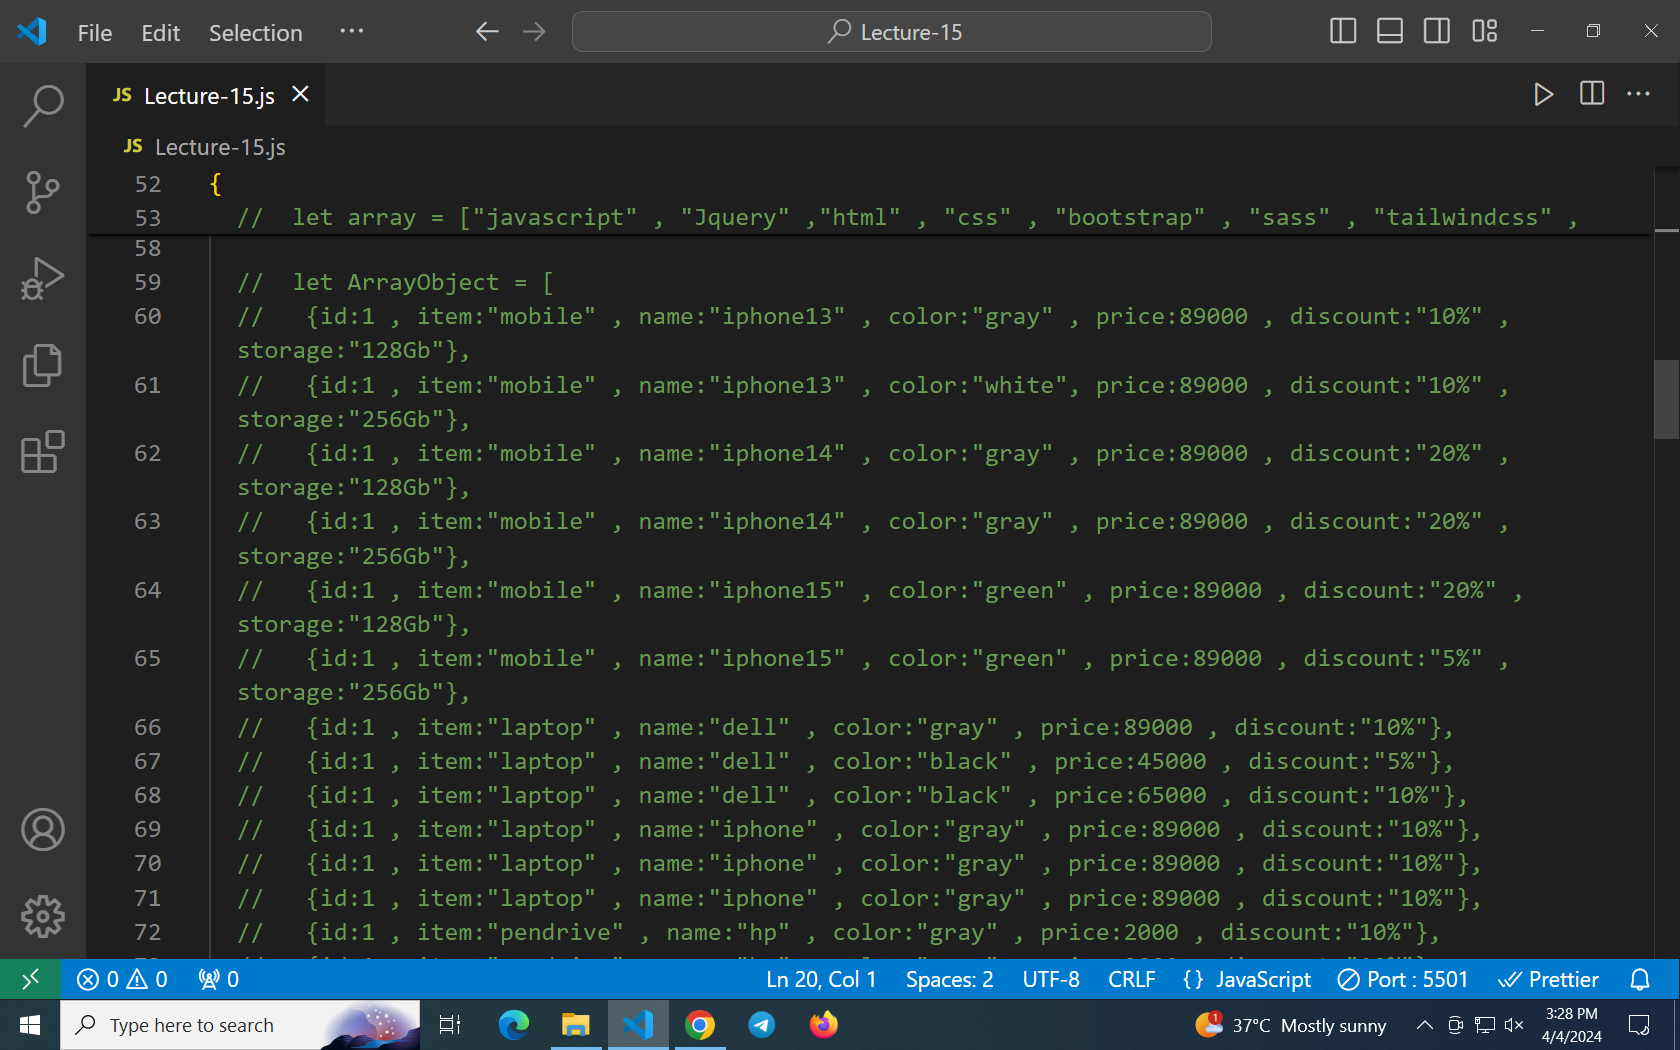 File Edit Selection ··· Lecture-15
JS Lecture-15.js
JS Lecture-15.js
52 {
53 // let array = ["javascript" , "Jquery" ,"html" , "css" , "bootstrap" , "sass" , "tailwindcss" ,
58
59 // let ArrayObject = [
60 // {id:1 , item:"mobile" , name:"iphone13" , color:"gray" , price:89000 , discount:"10%" ,
storage:"128Gb"},
61 // {id:1 , item:"mobile" , name:"iphone13" , color:"white", price:89000 , discount:"10%" ,
storage:"256Gb"},
62 // {id:1 , item:"mobile" , name:"iphone14" , color:"gray" , price:89000 , discount:"20%" ,
storage:"128Gb"},
63 // {id:1 , item:"mobile" , name:"iphone14" , color:"gray" , price:89000 , discount:"20%" ,
storage:"256Gb"},
64 // {id:1 , item:"mobile" , name:"iphone15" , color:"green" , price:89000 , discount:"20%" ,
storage:"128Gb"},
65 // {id:1 , item:"mobile" , name:"iphone15" , color:"green" , price:89000 , discount:"5%" ,
storage:"256Gb"},
66 // {id:1 , item:"laptop" , name:"dell" , color:"gray" , price:89000 , discount:"10%"},
67 // {id:1 , item:"laptop" , name:"dell" , color:"black" , price:45000 , discount:"5%"},
68 // {id:1 , item:"laptop" , name:"dell" , color:"black" , price:65000 , discount:"10%"},
69 // {id:1 , item:"laptop" , name:"iphone" , color:"gray" , price:89000 , discount:"10%"},
70 // {id:1 , item:"laptop" , name:"iphone" , color:"gray" , price:89000 , discount:"10%"},
71 // {id:1 , item:"laptop" , name:"iphone" , color:"gray" , price:89000 , discount:"10%"},
72 // {id:1 , item:"pendrive" , name:"hp" , color:"gray" , price:2000 , discount:"10%"},
0 0 0 Ln 20, Col 1 Spaces: 2 UTF-8 CRLF {} JavaScript Port : 5501 Prettier
Type here to search 1 37°C Mostly sunny 3:28 PM
4/4/2024